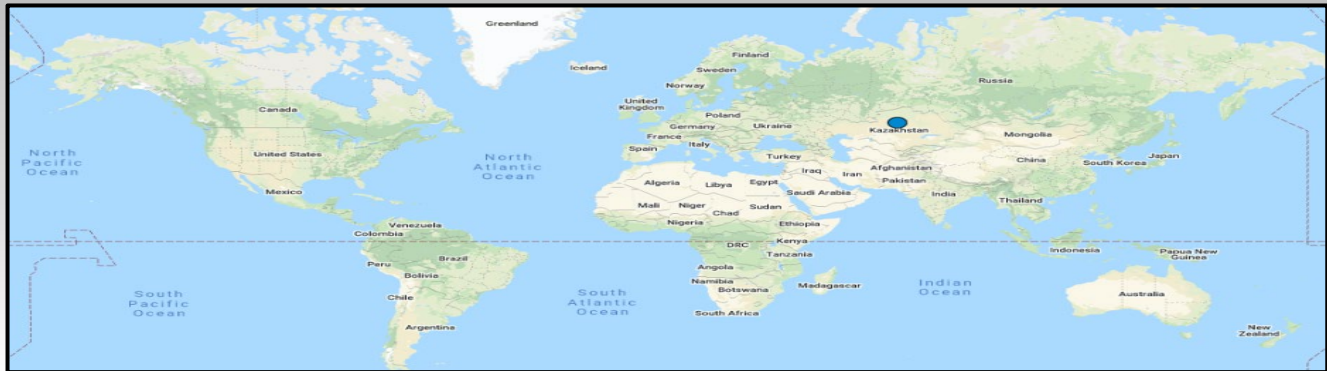 Greenland
Iceland
Finland
Sweden
Norway
Russia
Canada
United
Kingdom
Poland
Germany
Ukraine
Kazakhstan
Mongolia
France
Italy
Spain
Turkey
United States
North
Pacific
Ocean
North
Atlantic
Ocean
China
South Korea
Japan
Iraq
Iran
Afghanistan
Pakistan
Algeria
Libya
Egypt
Saudi Arabia
India
Mexico
Mali
Niger
Chad
Sudan
Thailand
Nigeria
Ethiopia
Venezuela
Colombia
DRC
Kenya
Tanzania
Indonesia
Papua New
Guinea
Peru
Brazil
Bolivia
Angola
Namibia
Botswana
Madagascar
Indian
Ocean
South
Pacific
Ocean
South
Atlantic
Ocean
Chile
Australia
South Africa
Argentina
New
Zealand